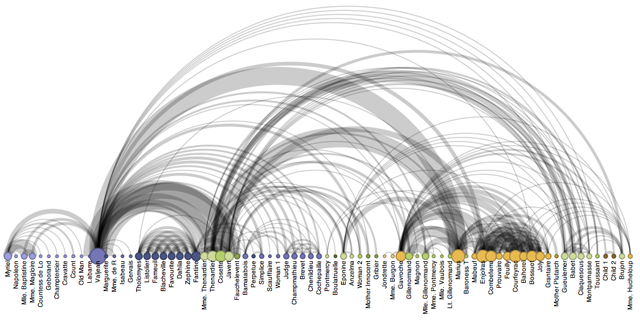 Myriel
Napoleon
Mlle. Baptistine
Mme. Magloire
Countess de Lo
Geborand
Champtercier
Cravatte
Count
Old Man
Labarre
Valjean
Marguerite
Mme. de R
Isabeau
Gervais
Tholomyes
Listolier
Fameuil
Blacheville
Favourite
Dahlia
Zephine
Fantine
Mme. Thenardier
Thenardier
Cosette
Javert
Fauchelevent
Bamatabois
Perpetue
Simplice
Scaufflaire
Woman 1
Judge
Champmathieu
Brevet
Chenildieu
Cochepaille
Pontmercy
Boulatruelle
Eponine
Anzelma
Woman 2
Mother Innocent
Gribier
Jondrette
Mme. Burgon
Gavroche
Gillenormand
Magnon
Mlle. Gillenormand
Mme. Pontmercy
Mlle. Vaubois
Lt. Gillenormand
Marius
Baroness T
Mabeuf
Enjolras
Combeferre
Prouvaire
Feuilly
Courfeyrac
Bahorel
Bossuet
Joly
Grantaire
Mother Plutarch
Gueulemer
Babet
Claquesous
Montparnasse
Toussaint
Child 1
Child 2
Brujon
Mme. Hucheloup